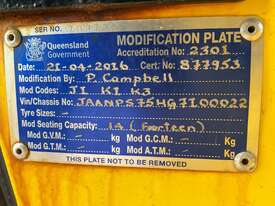 SER NO.
Queensland Government
MODIFICATION PLATE
Accreditation No: 2301
Date: 21-04-2016 Cert: No: 877953
Modification By: P. Campbell
Mod Codes: J1 K1 K3
Vin/Chassis No: JAANPS75HG7100022
Tyre Sizes: -
Mod Seating Capacity: 14 (Forteen)
Mod G.V.M: - Kg Mod G.C.M: - Kg
Mod G.T.M: - Kg Mod A.T.M: - Kg
THIS PLATE NOT TO BE REMOVED